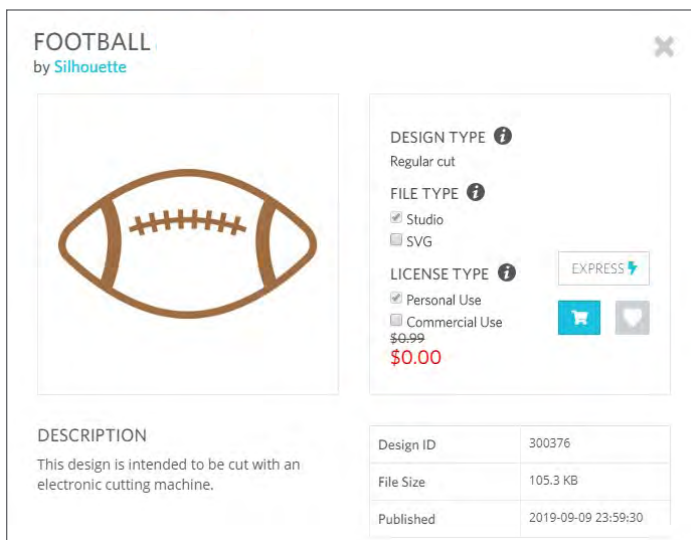 FOOTBALL
by Silhouette
DESIGN TYPE
Regular cut
FILE TYPE
Studio
SVG
LICENSE TYPE
Personal Use
Commercial Use
$0.99
$0.00
EXPRESS
DESCRIPTION
This design is intended to be cut with an
electronic cutting machine.
Design ID 300376
File Size 105.3 KB
Published 2019-09-09 23:59:30